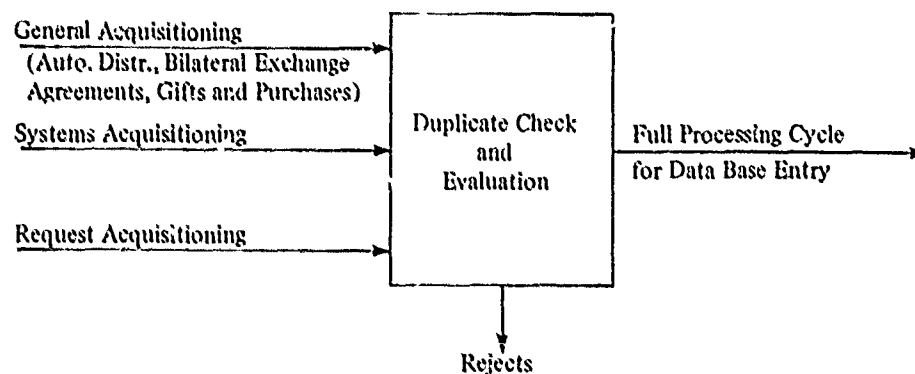 General Acquisitioning
(Auto. Distr., Bilateral Exchange
Agreements, Gifts and Purchases)
Systems Acquisitioning
Request Acquisitioning
Duplicate Check
and
Evaluation
Full Processing Cycle
for Data Base Entry
Rejects